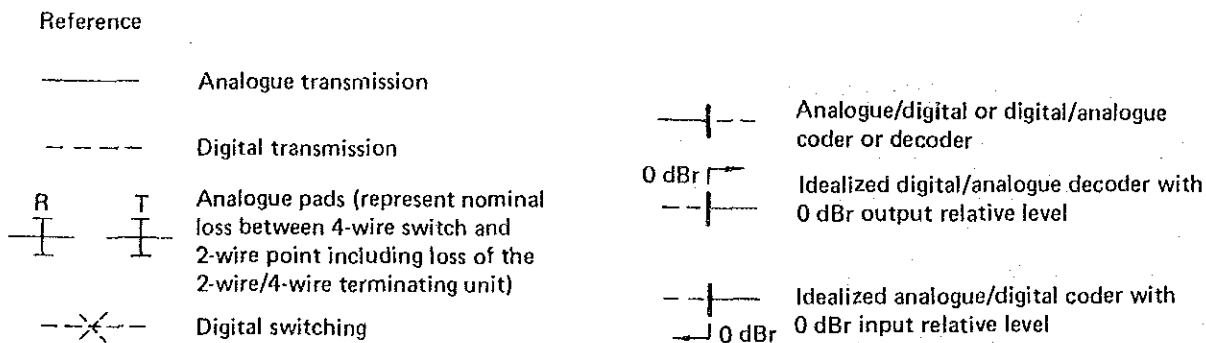 Reference
Analogue transmission
Digital transmission
R T
Analogue pads (represent nominal
loss between 4-wire switch and
2-wire point including loss of the
2-wire/4-wire terminating unit)
Digital switching
Analogue/digital or digital/analogue
coder or decoder
0 dBr
Idealized digital/analogue decoder with
0 dBr output relative level
Idealized analogue/digital coder with
0 dBr input relative level
0 dBr